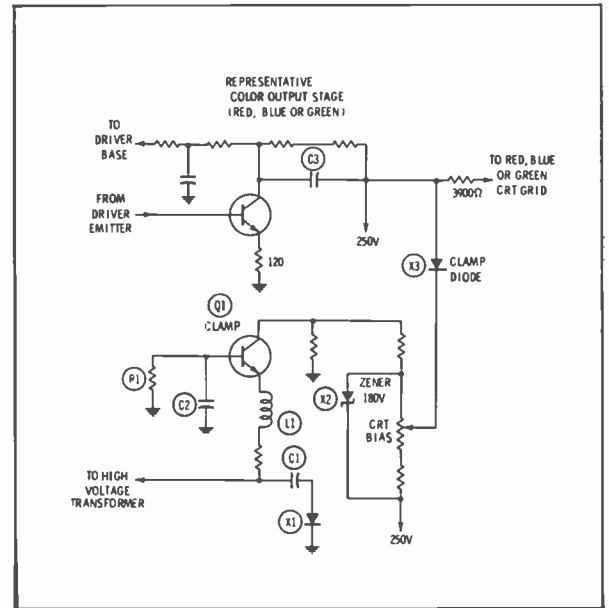 REPRESENTATIVE
COLOR OUTPUT STAGE
(RED, BLUE OR GREEN)
TO
DRIVER
BASE
C3
TO RED, BLUE
OR GREEN
CRT GRID
3900Ω
FROM
DRIVER
EMITTER
250V
X3
CLAMP
DIODE
120
Q1
CLAMP
R1
C2
L1
X2
ZENER
180V
CRT
BIAS
C1
TO HIGH
VOLTAGE
TRANSFORMER
X1
250V